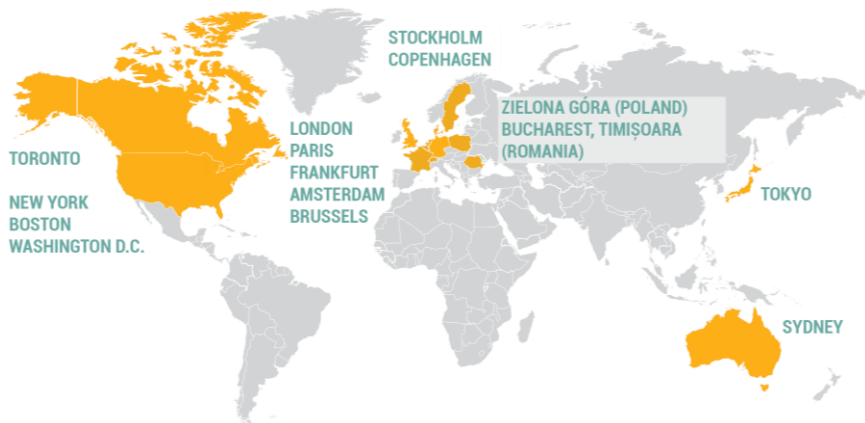 STOCKHOLM
COPENHAGEN
ZIELONA GÓRA (POLAND)
BUCHAREST, TIMIȘOARA
(ROMANIA)
LONDON
PARIS
FRANKFURT
AMSTERDAM
BRUSSELS
TORONTO
NEW YORK
BOSTON
WASHINGTON D.C.
TOKYO
SYDNEY